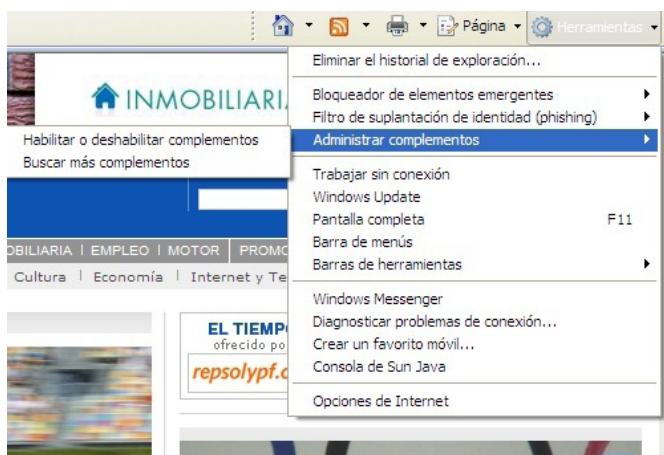 Página
Herramientas
INMOBILIARI
Eliminar el historial de exploración...
Bloqueador de elementos emergentes
Filtro de suplantación de identidad (phishing)
Administrar complementos
Habilitar o deshabilitar complementos
Buscar más complementos
Trabajar sin conexión
Windows Update
Pantalla completa F11
Barra de menús
Barras de herramientas
OBILIARIA | EMPLEO | MOTOR | PROMO
Cultura | Economía | Internet y Te
Windows Messenger
Diagnosticar problemas de conexión...
Crear un favorito móvil...
Consola de Sun Java
Opciones de Internet
EL TIEMP
ofrecido po
repsolypf.c